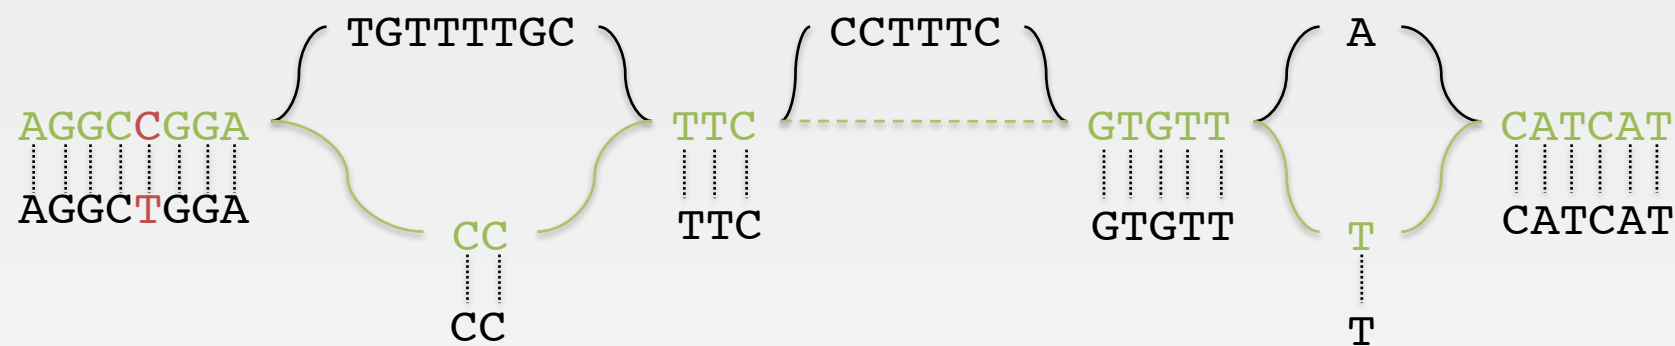 TGTTTTGC CCTTTC A
AGGCCGGA TTC GTGTT CATCAT
AGGCTGGA TTC GTGTT CATCAT
CC T
CC T